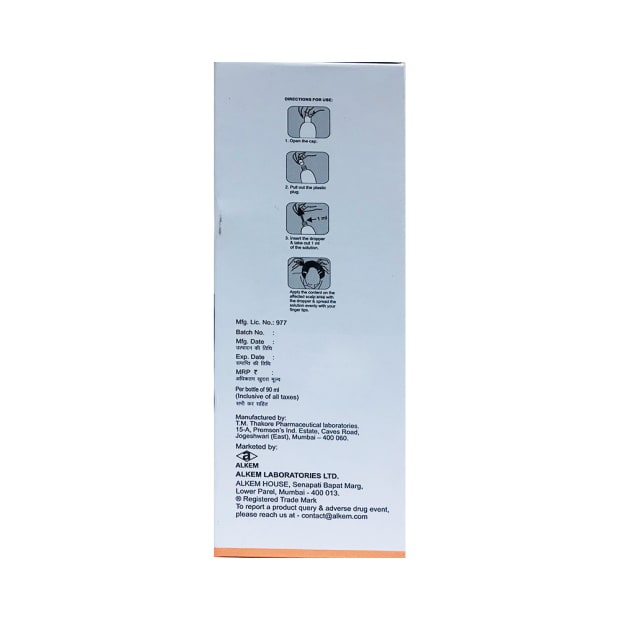 DIRECTIONS FOR USE:
1. Open the cap.
2. Pull out the plastic
plug.
1 ml
3. Insert the dropper
& take out 1 ml
of the solution.
Apply the content on the
affected scalp area with
the dropper & spread the
solution evenly with your
finger tips.
Mfg. Lic. No.: 977
Batch No. :
Mfg. Date :
उत्पादन की तिथि
Exp. Date :
समाप्ति की तिथि
MRP ₹ :
अधिकतम खुदरा मूल्य
Per bottle of 90 ml
(Inclusive of all taxes)
सभी कर सहित
Manufactured by:
T.M. Thakore Pharmaceutical laboratories.
15-A, Premson's Ind. Estate, Caves Road,
Jogeshwari (East), Mumbai – 400 060.
Marketed by:
a
ALKEM
ALKEM LABORATORIES LTD.
ALKEM HOUSE, Senapati Bapat Marg,
Lower Parel, Mumbai - 400 013.
® Registered Trade Mark
To report a product query & adverse drug event,
please reach us at - contact@alkem.com